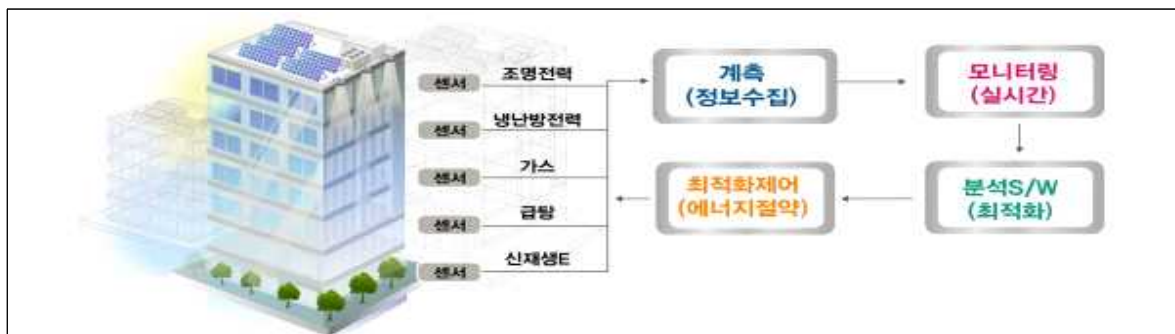 센서 조명전력
센서 냉난방전력
센서 가스
센서 급탕
센서 신재생E
계측
(정보수집)
모니터링
(실시간)
분석S/W
(최적화)
최적화제어
(에너지절약)